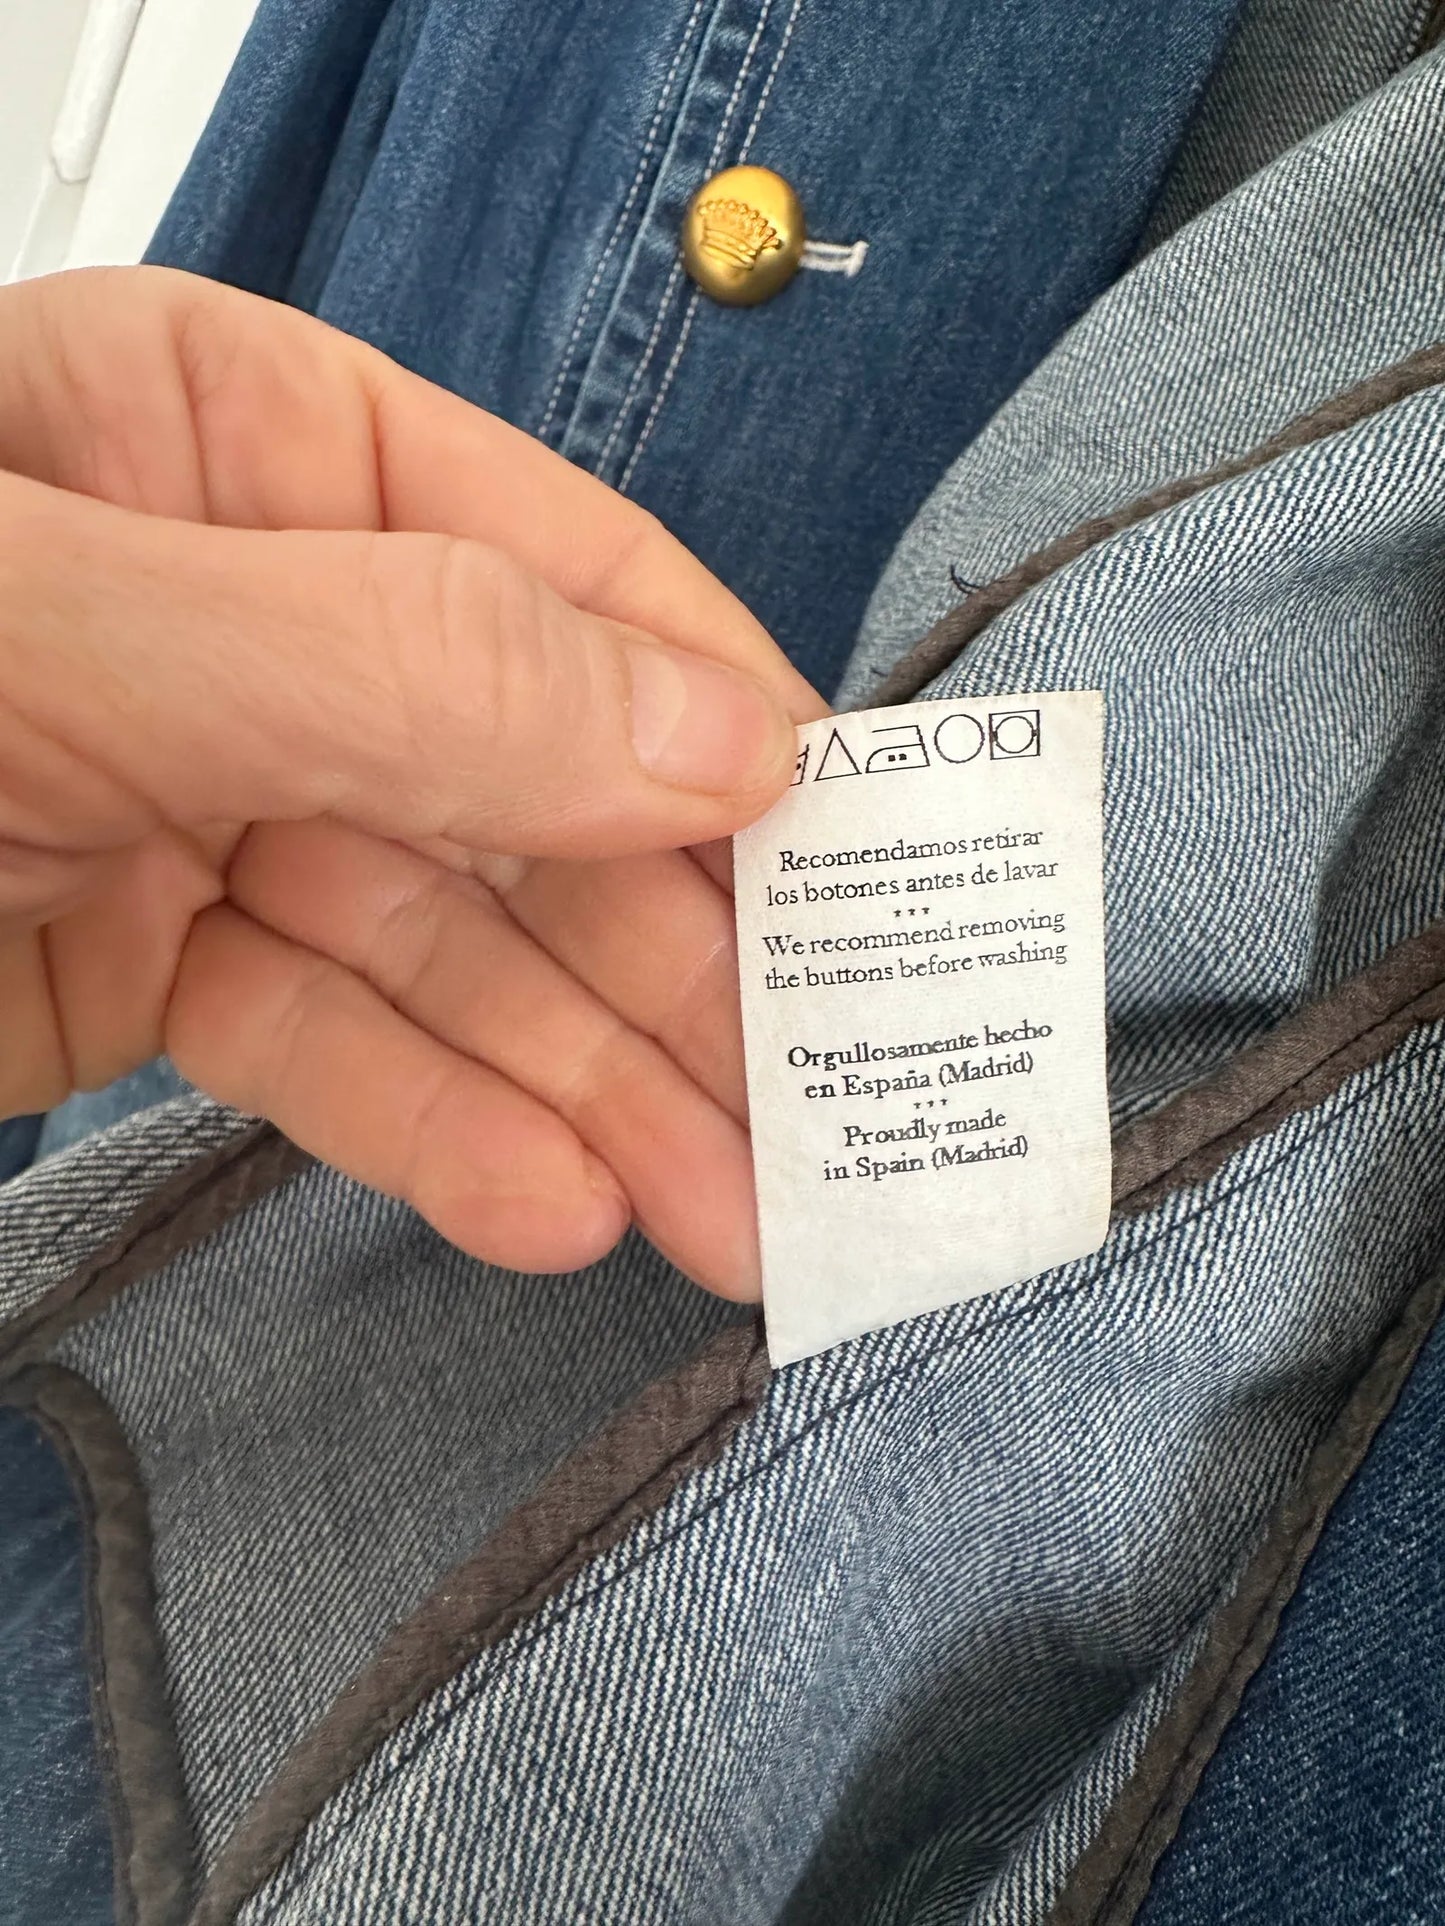 Recomendamos retirar
los botones antes de lavar
***
We recommend removing
the buttons before washing
Orgullosamente hecho
en España (Madrid)
***
Proudly made
in Spain (Madrid)